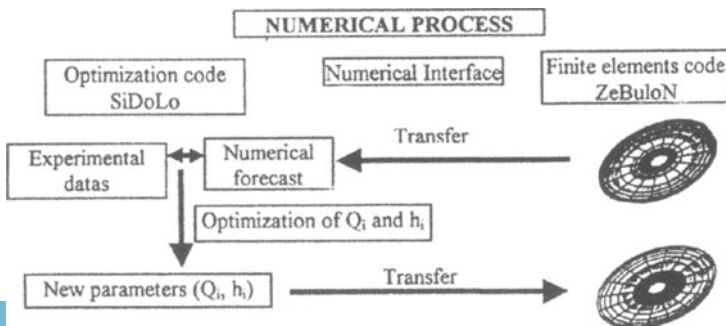 NUMERICAL PROCESS
Optimization code
SiDoLo
Numerical Interface
Finite elements code
ZeBuloN
Experimental
datas
Numerical
forecast
Transfer
Optimization of Qi and hi
New parameters (Qi, hi)
Transfer